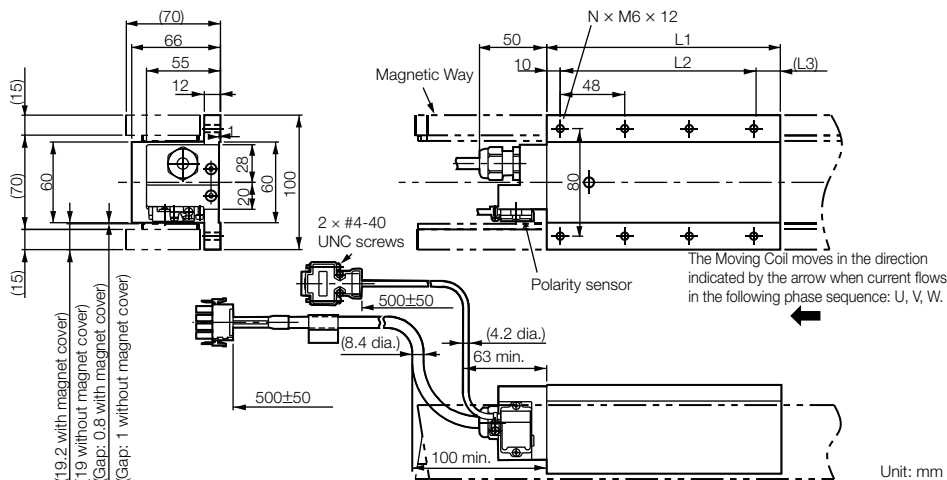 (70)
66
55
12
(15)
1
(70)
60
28
20
60
100
(15)
(19.2 with magnet cover)
(19 without magnet cover)
(Gap: 0.8 with magnet cover)
(Gap: 1 without magnet cover)
N × M6 × 12
50
L1
10
L2
(L3)
48
Magnetic Way
80
2 × #4-40
UNC screws
Polarity sensor
The Moving Coil moves in the direction
indicated by the arrow when current flows
in the following phase sequence: U, V, W.
500±50
(4.2 dia.)
(8.4 dia.)
63 min.
500±50
100 min.
Unit: mm